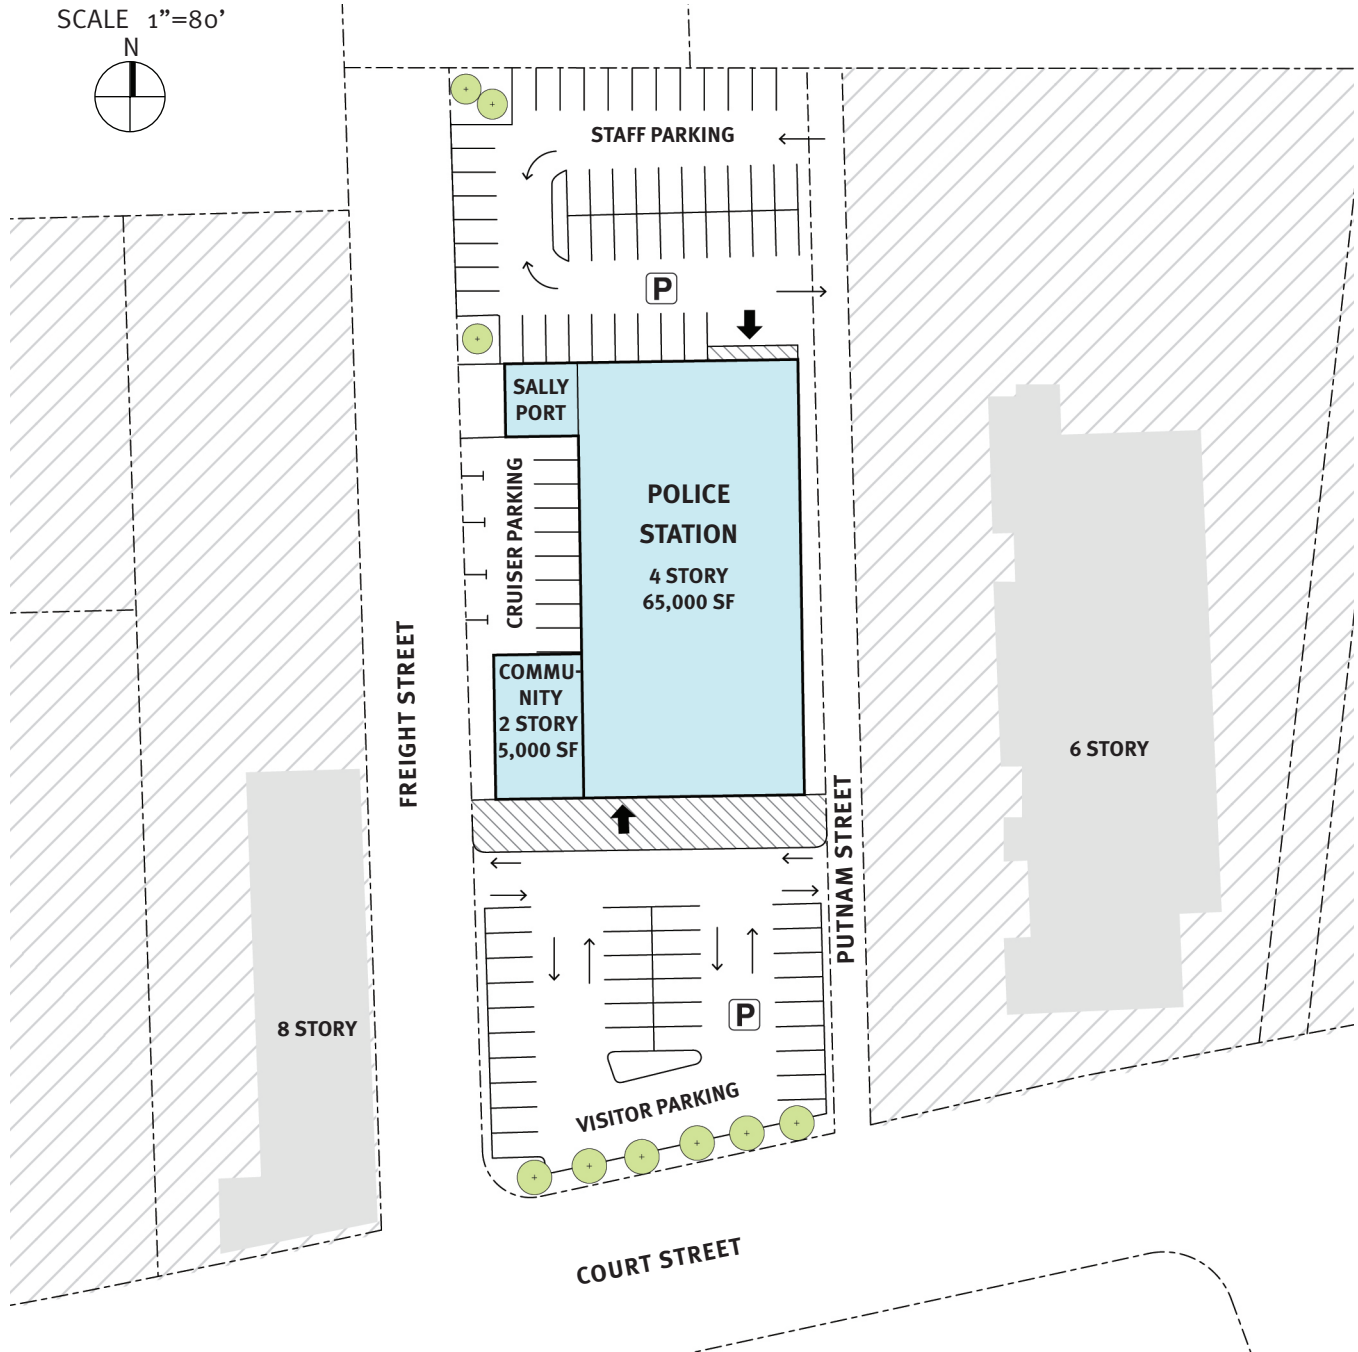 SCALE 1”=80’
N
STAFF PARKING
P
SALLY
PORT
CRUISER PARKING
POLICE
STATION
4 STORY
65,000 SF
COMMU-
NITY
2 STORY
5,000 SF
FREIGHT STREET
PUTNAM STREET
6 STORY
8 STORY
P
VISITOR PARKING
COURT STREET